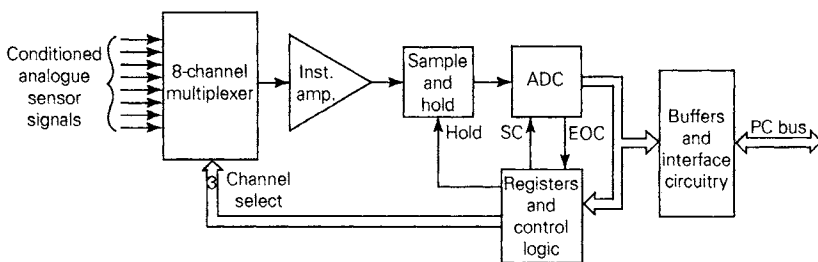 Conditioned
analogue
sensor
signals
8-channel
multiplexer
Inst.
amp.
Sample
and
hold
ADC
Hold
SC
EOC
Buffers
and
interface
circuitry
PC bus
3
Channel
select
Registers
and
control
logic